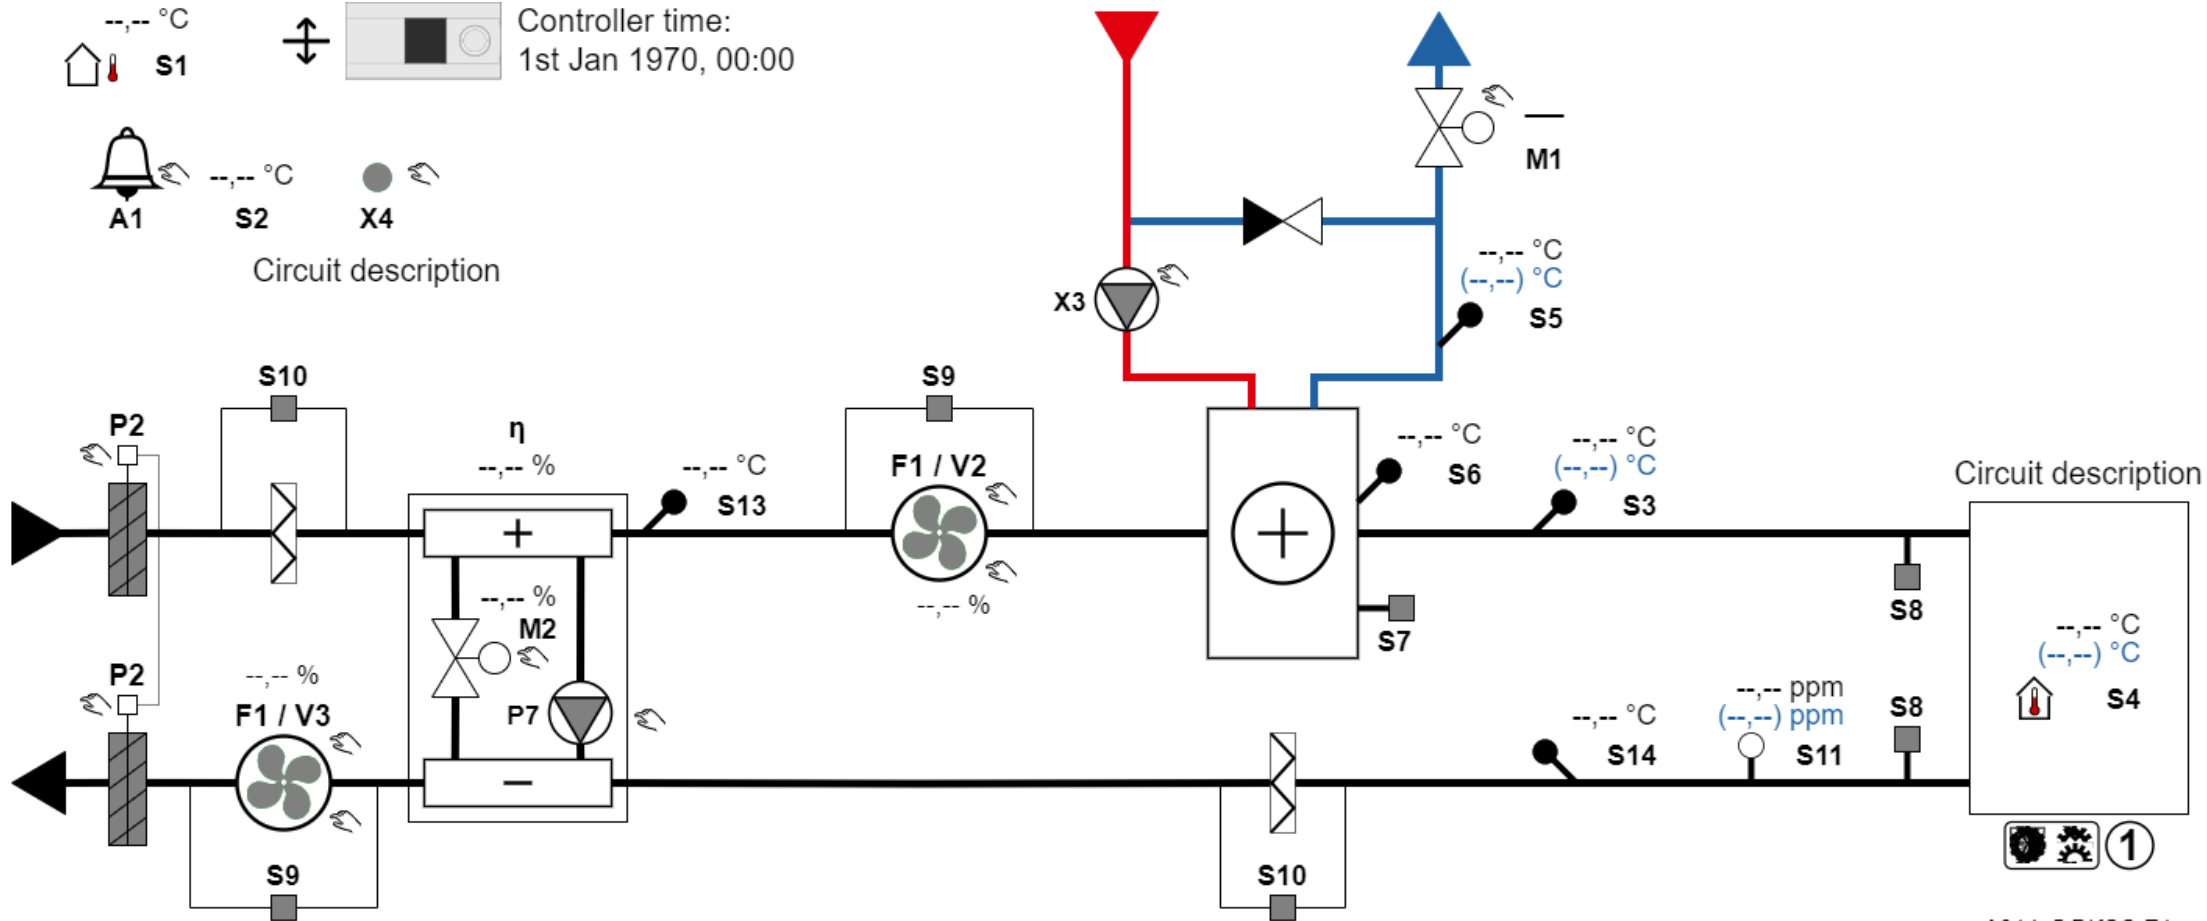 --,-- °C
S1
Controller time:
1st Jan 1970, 00:00
A1
--,-- °C
S2
X4
Circuit description
M1
--,-- °C
(--,--) °C
S5
X3
S10
S9
P2
η
--,-- %
--,-- °C
S13
F1 / V2
--,-- %
--,-- °C
S6
--,-- °C
(--,--) °C
S3
Circuit description
+
+
--,-- %
M2
S7
S8
--,-- °C
(--,--) °C
S4
P2
--,-- %
F1 / V3
P7
--,-- °C
S14
--,-- ppm
(--,--) ppm
S11
S8
−
1
S9
S10